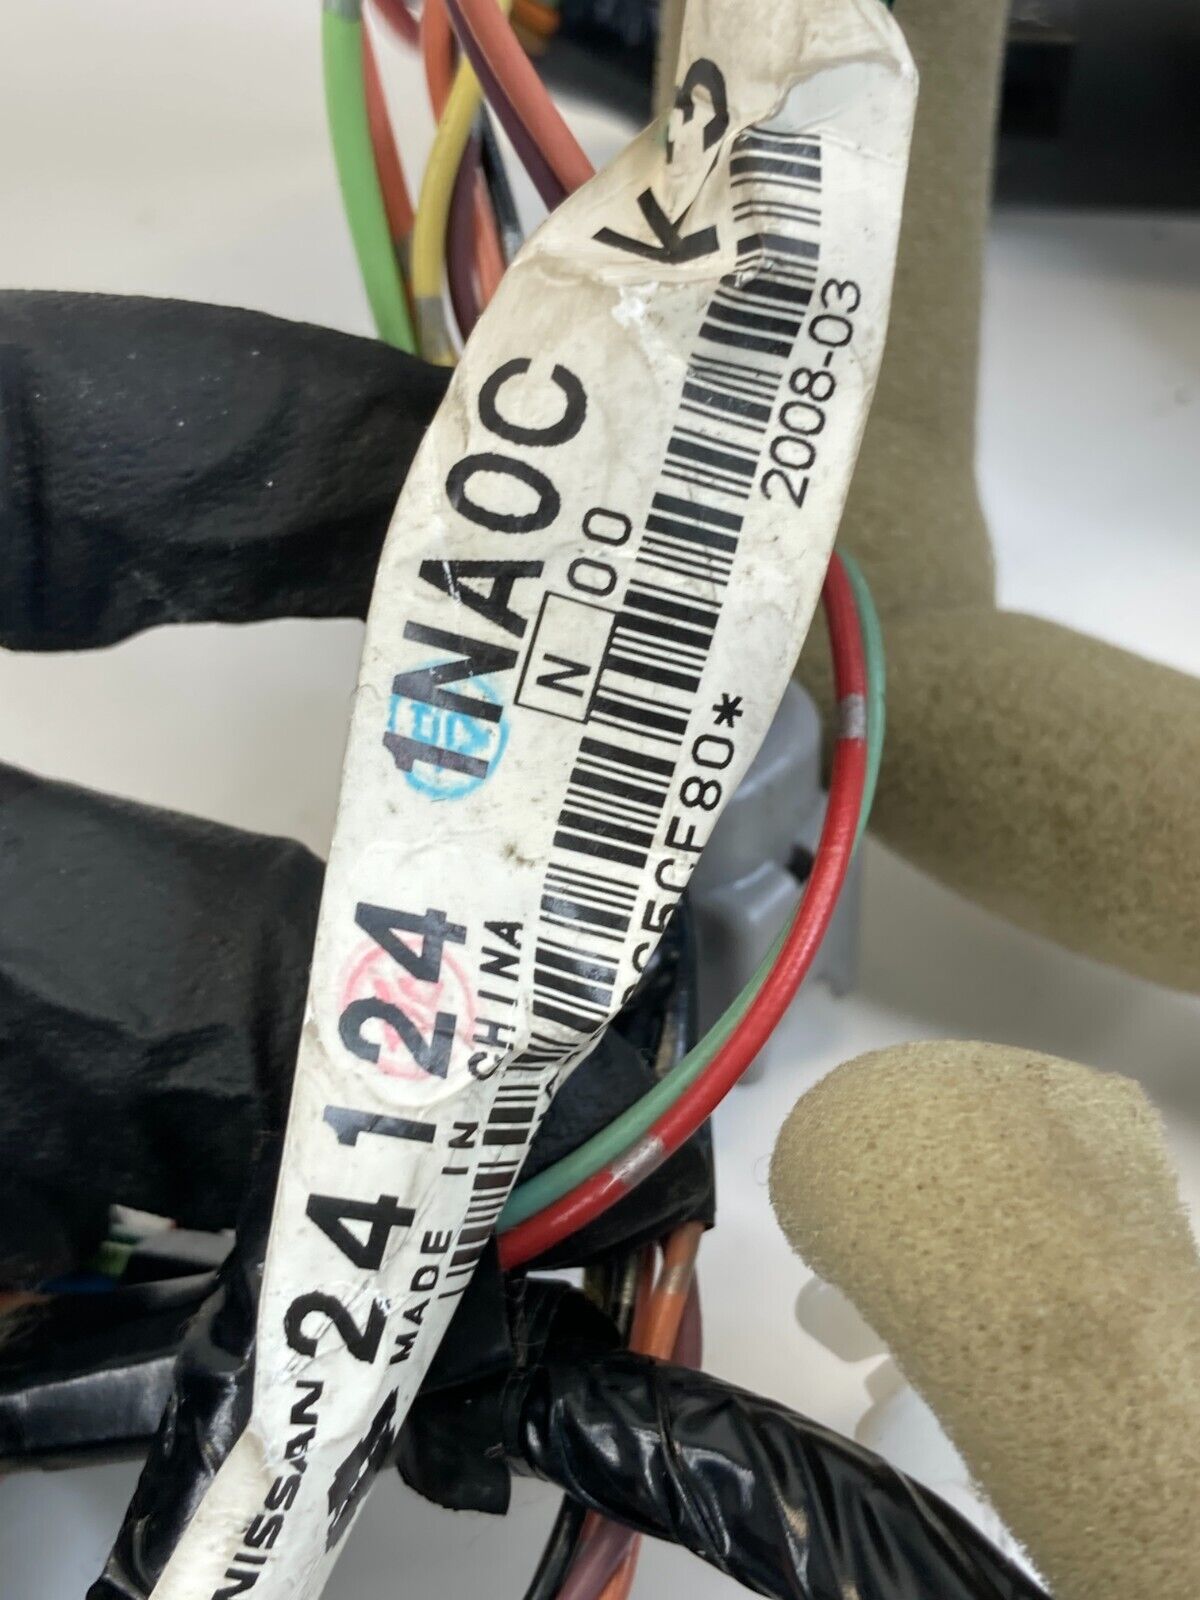 NISSAN 24124 1NA0C K3
MADE IN CHINA N 00
5CF80*
2008-03